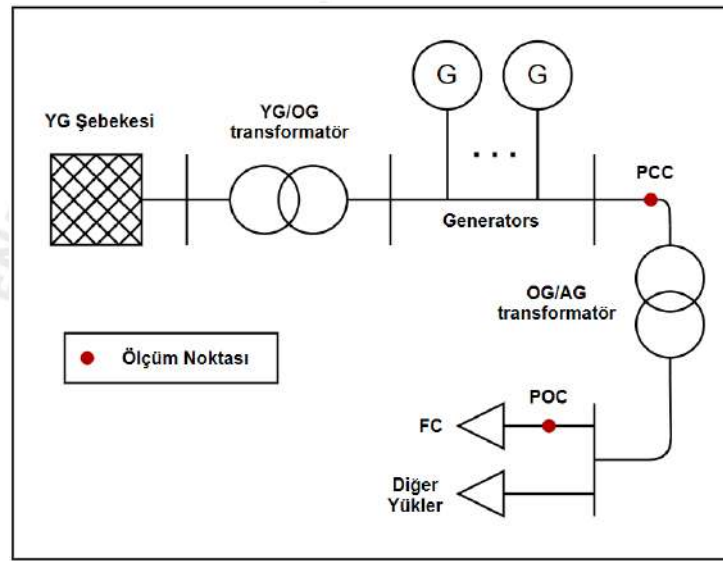 G
G
YG Şebekesi
YG/OG
transformatör
...
Generators
PCC
OG/AG
transformatör
Ölçüm Noktası
POC
FC
Diğer
Yükler